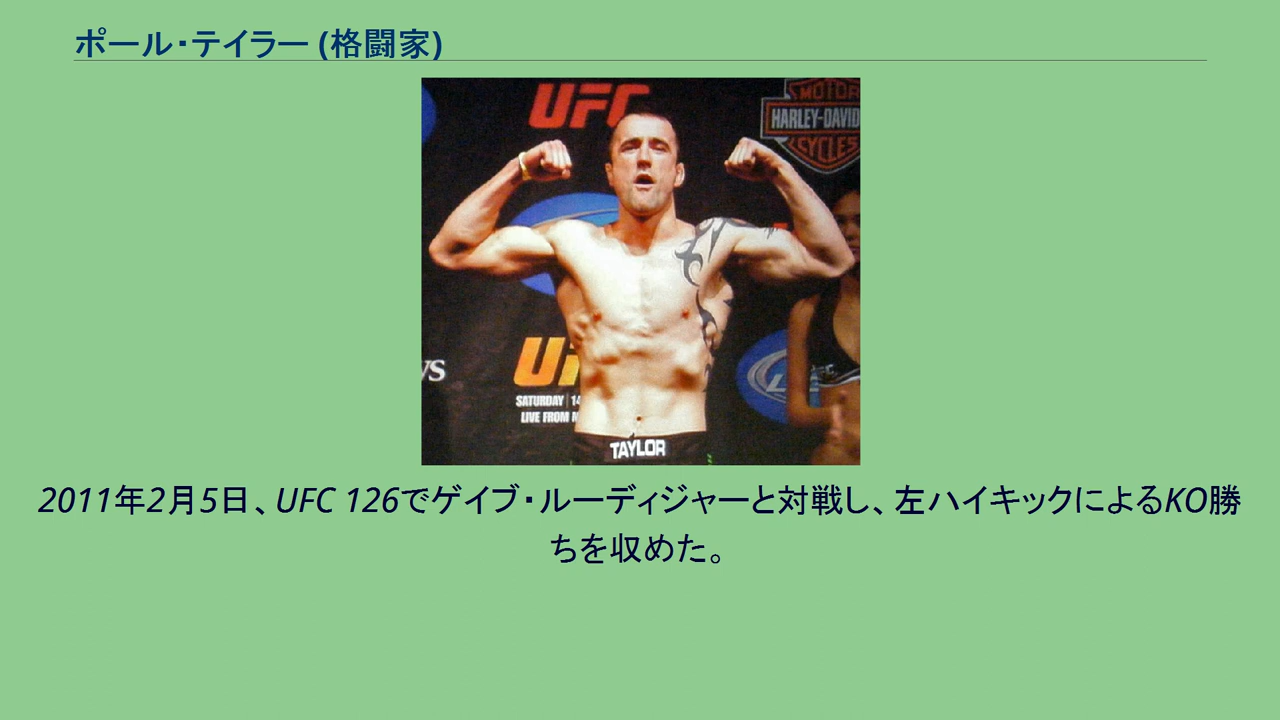 ポール・テイラー (格闘家)
UFC
MOTOR
HARLEY-DAVID
CYCLES
SATURDAY 14
LIVE FROM
TAYLOR
2011年2月5日、UFC 126でゲイブ・ルーディジャーと対戦し、左ハイキックによるKO勝
ちを収めた。